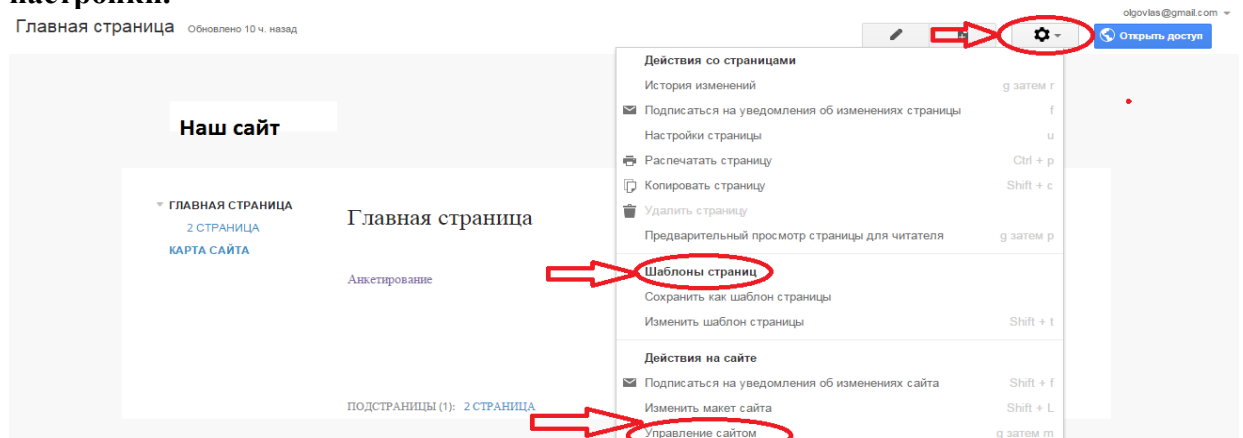 настройки.
olgovlas@gmail.com
Главная страница Обновлено 10 ч. назад
Открыть доступ
Действия со страницами
История изменений g затем r
Подписаться на уведомления об изменениях страницы f
Настройки страницы u
Распечатать страницу Ctrl + p
Копировать страницу Shift + c
Удалить страницу
Предварительный просмотр страницы для читателя g затем p
Шаблоны страниц
Сохранить как шаблон страницы
Изменить шаблон страницы Shift + t
Действия на сайте
Подписаться на уведомления об изменениях сайта Shift + f
Изменить макет сайта Shift + L
Управление сайтом g затем m
Наш сайт
ГЛАВНАЯ СТРАНИЦА
2 СТРАНИЦА
КАРТА САЙТА
Главная страница
Анкетирование
ПОДСТРАНИЦЫ (1): 2 СТРАНИЦА